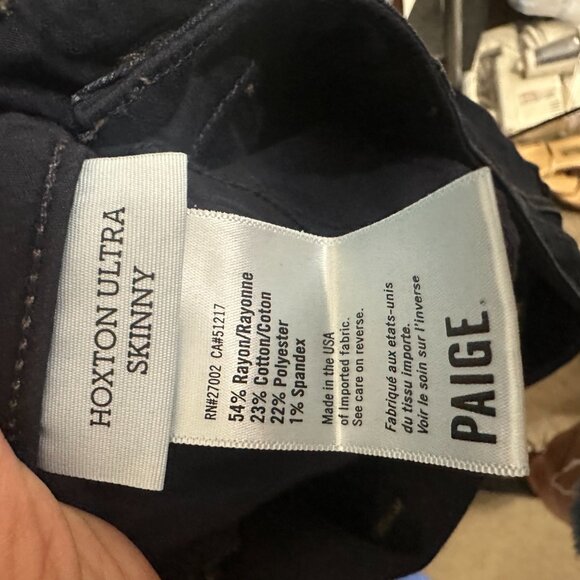 HOXTON ULTRA
SKINNY
RN#27002 CA#51217
54% Rayon/Rayonne
23% Cotton/Coton
22% Polyester
1% Spandex
Made in the USA
of Imported fabric.
See care on reverse.
Fabriqué aux états-unis
du tissu importe.
Voir le soin sur l'inverse
PAIGE